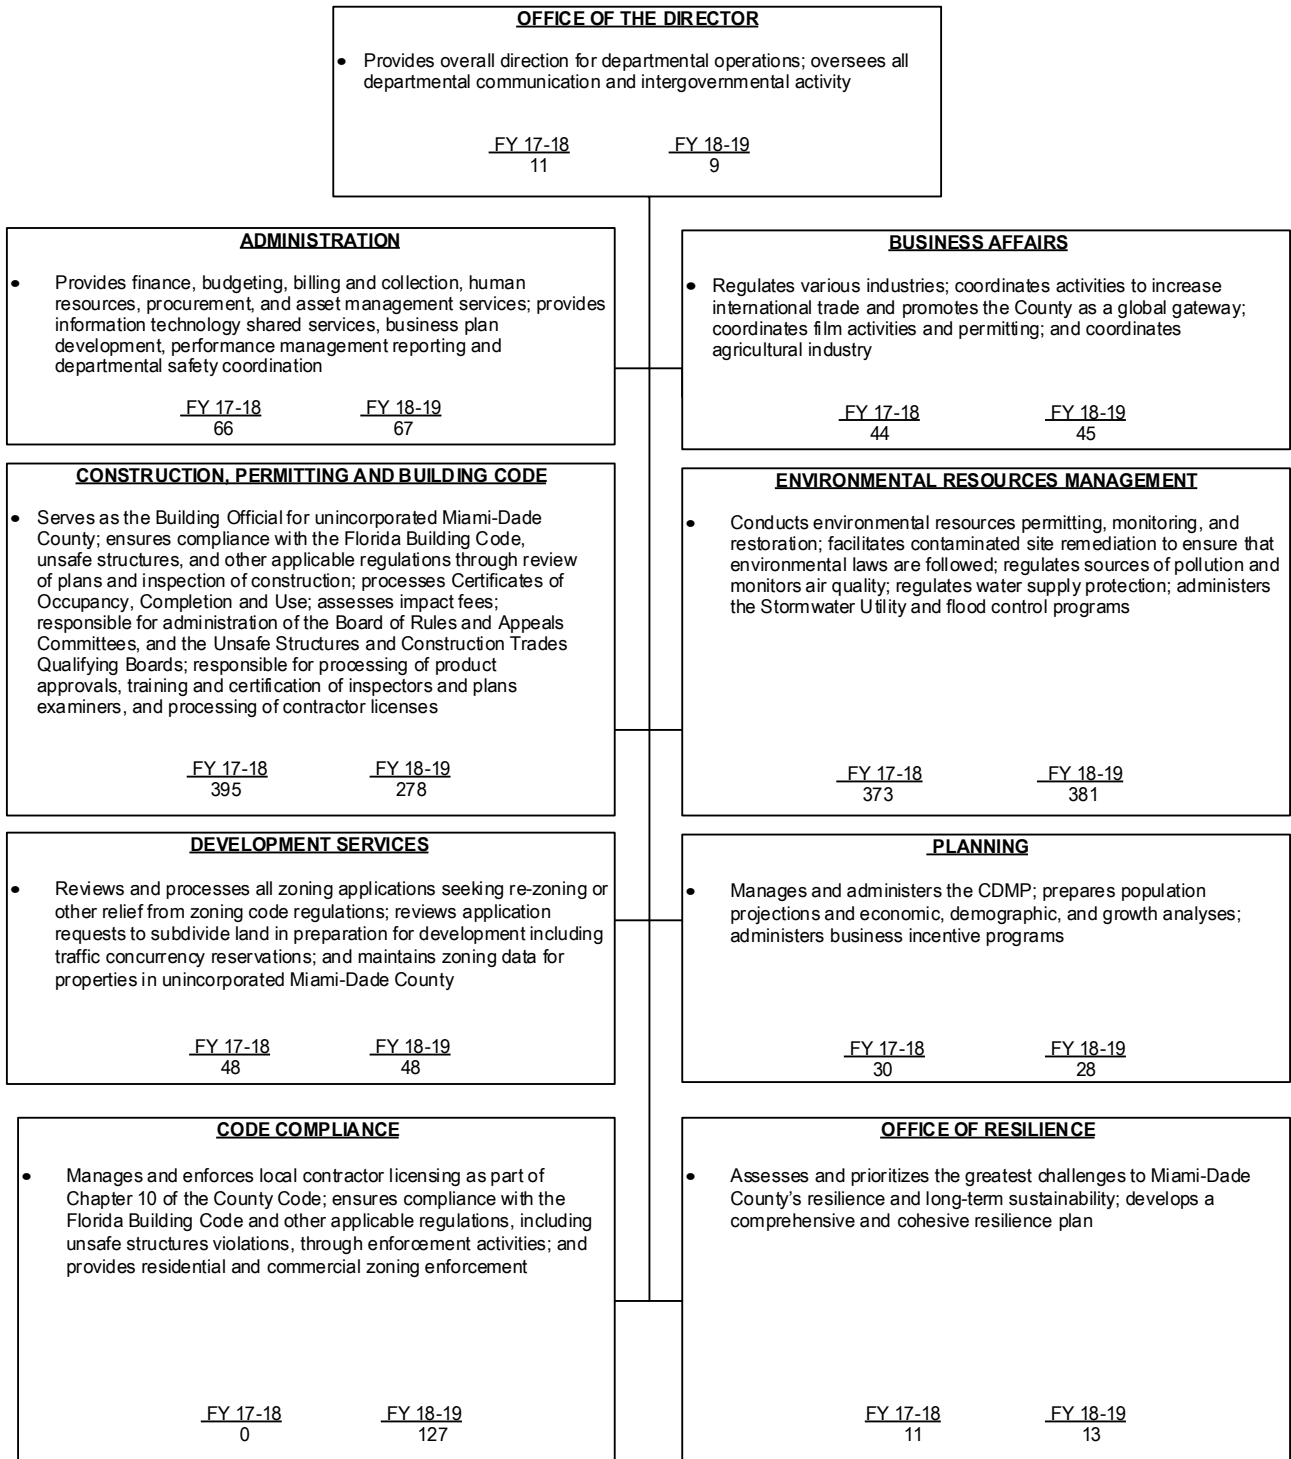 OFFICE OF THE DIRECTOR
• Provides overall direction for departmental operations; oversees all
departmental communication and intergovernmental activity
FY 17-18 FY 18-19
11 9
ADMINISTRATION
• Provides finance, budgeting, billing and collection, human
resources, procurement, and asset management services; provides
information technology shared services, business plan
development, performance management reporting and
departmental safety coordination
FY 17-18 FY 18-19
66 67
BUSINESS AFFAIRS
• Regulates various industries; coordinates activities to increase
international trade and promotes the County as a global gateway;
coordinates film activities and permitting; and coordinates
agricultural industry
FY 17-18 FY 18-19
44 45
CONSTRUCTION, PERMITTING AND BUILDING CODE
• Serves as the Building Official for unincorporated Miami-Dade
County; ensures compliance with the Florida Building Code,
unsafe structures, and other applicable regulations through review
of plans and inspection of construction; processes Certificates of
Occupancy, Completion and Use; assesses impact fees;
responsible for administration of the Board of Rules and Appeals
Committees, and the Unsafe Structures and Construction Trades
Qualifying Boards; responsible for processing of product
approvals, training and certification of inspectors and plans
examiners, and processing of contractor licenses
FY 17-18 FY 18-19
395 278
ENVIRONMENTAL RESOURCES MANAGEMENT
• Conducts environmental resources permitting, monitoring, and
restoration; facilitates contaminated site remediation to ensure that
environmental laws are followed; regulates sources of pollution and
monitors air quality; regulates water supply protection; administers
the Stormwater Utility and flood control programs
FY 17-18 FY 18-19
373 381
DEVELOPMENT SERVICES
• Reviews and processes all zoning applications seeking re-zoning or
other relief from zoning code regulations; reviews application
requests to subdivide land in preparation for development including
traffic concurrency reservations; and maintains zoning data for
properties in unincorporated Miami-Dade County
FY 17-18 FY 18-19
48 48
PLANNING
• Manages and administers the CDMP; prepares population
projections and economic, demographic, and growth analyses;
administers business incentive programs
FY 17-18 FY 18-19
30 28
CODE COMPLIANCE
• Manages and enforces local contractor licensing as part of
Chapter 10 of the County Code; ensures compliance with the
Florida Building Code and other applicable regulations, including
unsafe structures violations, through enforcement activities; and
provides residential and commercial zoning enforcement
FY 17-18 FY 18-19
0 127
OFFICE OF RESILIENCE
• Assesses and prioritizes the greatest challenges to Miami-Dade
County’s resilience and long-term sustainability; develops a
comprehensive and cohesive resilience plan
FY 17-18 FY 18-19
11 13